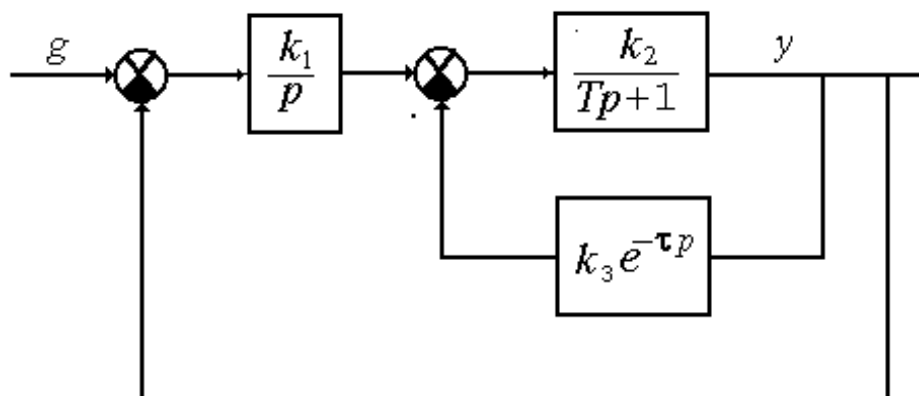 g
k₁
p
k₂
Tp+1
y
k₃e^{-τp}